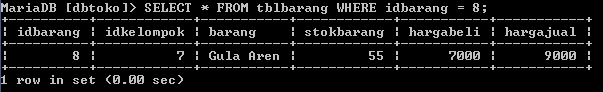 MariaDB [dbtoko]> SELECT * FROM tblbarang WHERE idbarang = 8;
+----------+------------+-----------+------------+-----------+-----------+
| idbarang | idkelompok | barang    | stokbarang | hargabeli | hargajual |
+----------+------------+-----------+------------+-----------+-----------+
|        8 |          7 | Gula Aren |         55 |      7000 |      9000 |
+----------+------------+-----------+------------+-----------+-----------+
1 row in set (0.00 sec)